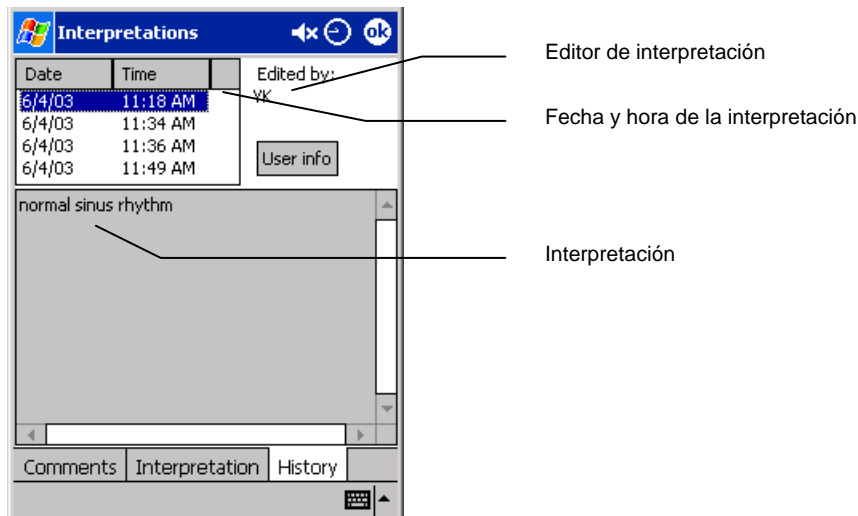 Interpretations ok
Date Time
6/4/03 11:18 AM
6/4/03 11:34 AM
6/4/03 11:36 AM
6/4/03 11:49 AM
Edited by:
YK
User info
normal sinus rhythm
Comments Interpretation History
Editor de interpretación
Fecha y hora de la interpretación
Interpretación